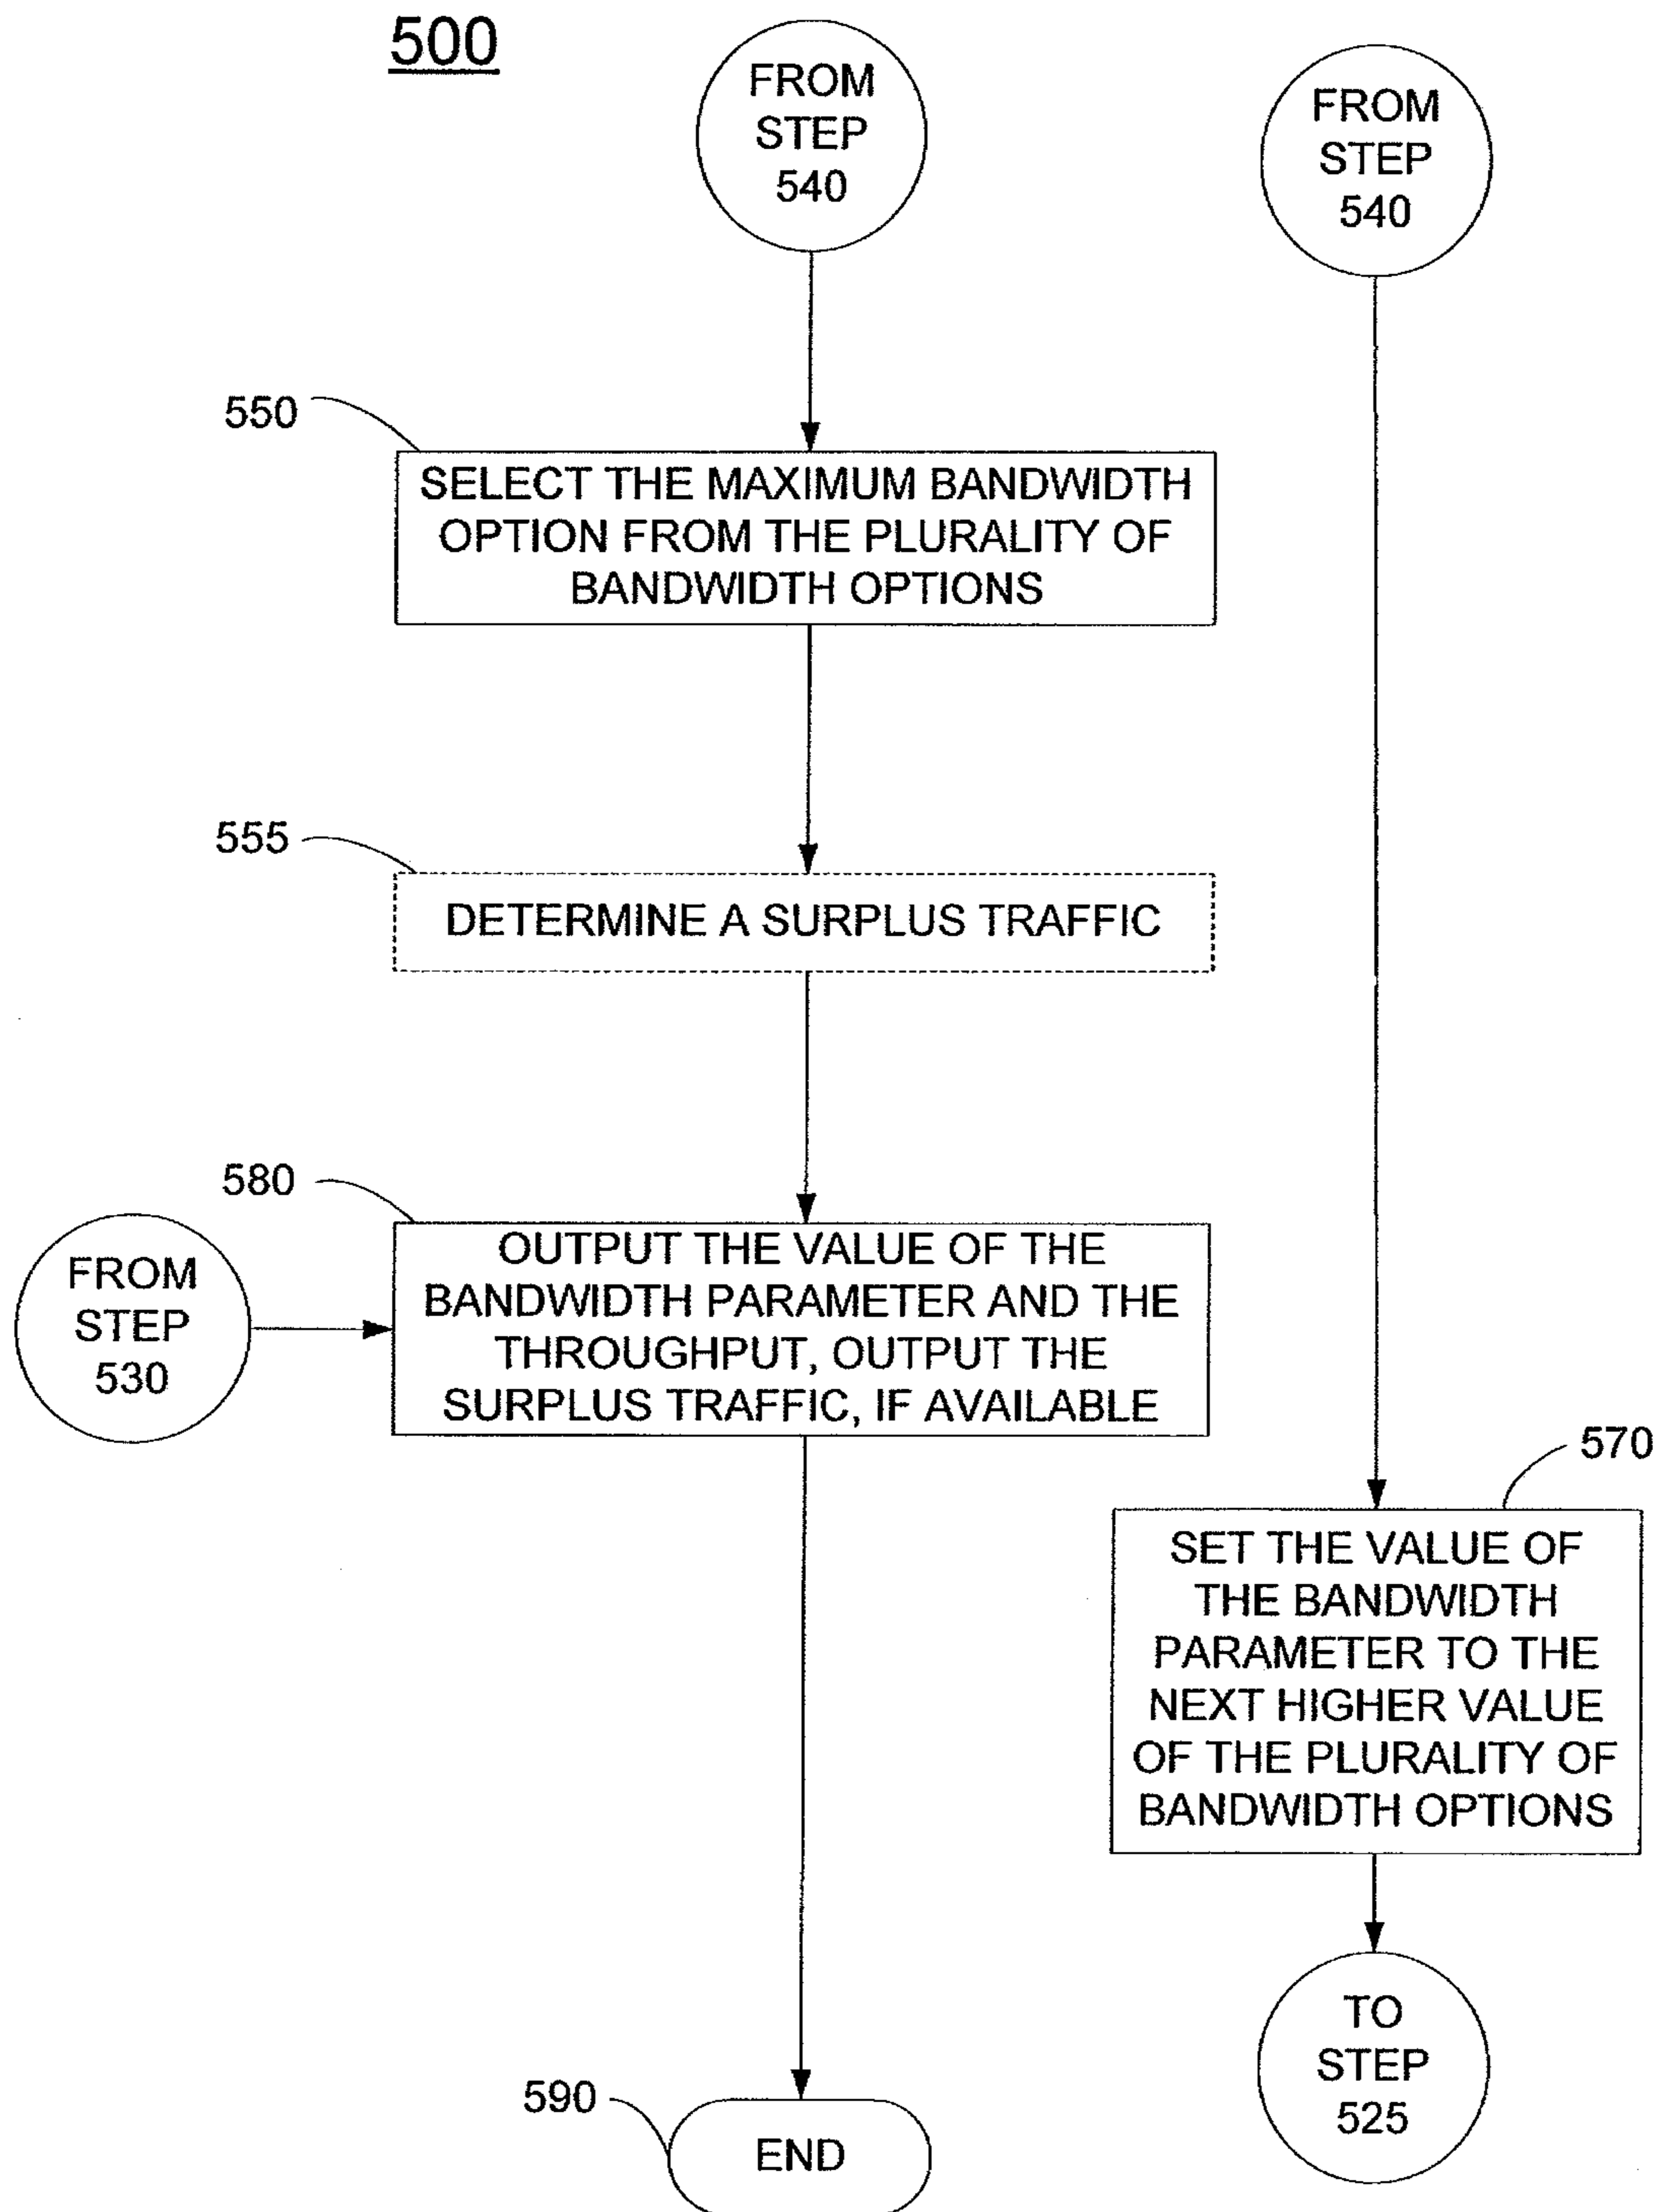 500
FROM
STEP
540
FROM
STEP
540
550
SELECT THE MAXIMUM BANDWIDTH
OPTION FROM THE PLURALITY OF
BANDWIDTH OPTIONS
555
DETERMINE A SURPLUS TRAFFIC
580
FROM
STEP
530
OUTPUT THE VALUE OF THE
BANDWIDTH PARAMETER AND THE
THROUGHPUT, OUTPUT THE
SURPLUS TRAFFIC, IF AVAILABLE
570
SET THE VALUE OF
THE BANDWIDTH
PARAMETER TO THE
NEXT HIGHER VALUE
OF THE PLURALITY OF
BANDWIDTH OPTIONS
590
END
TO
STEP
525